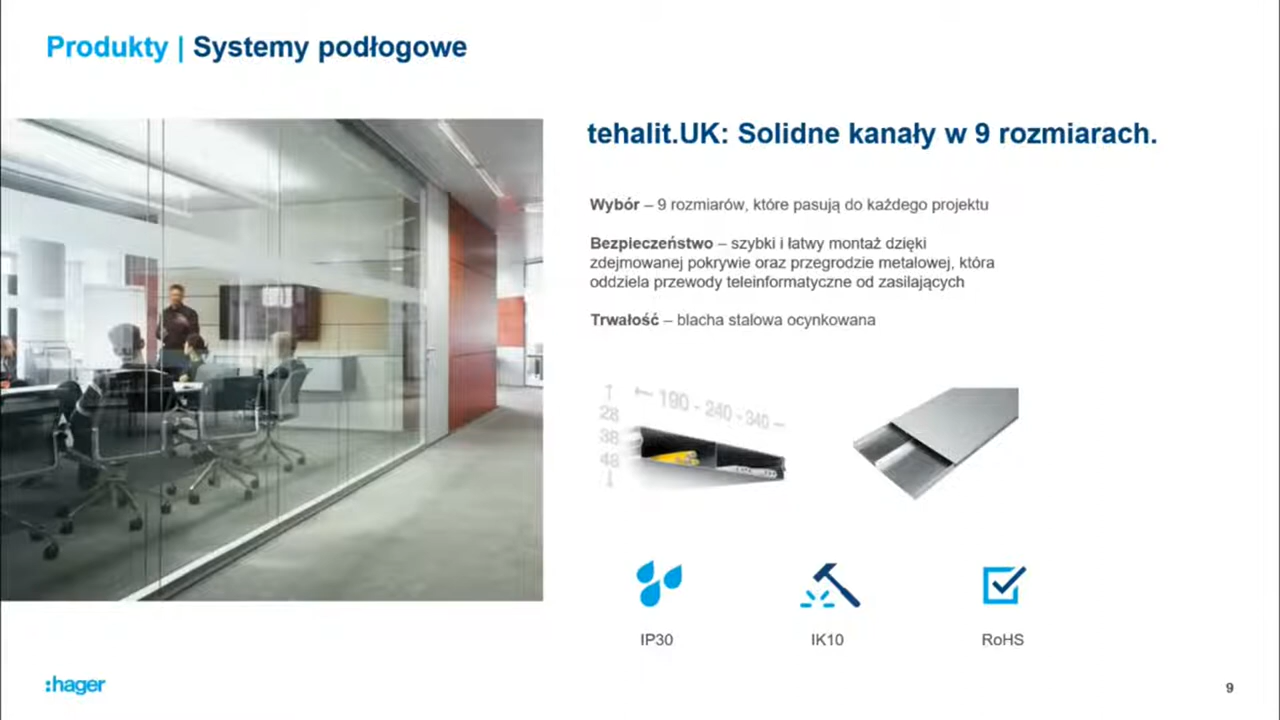 Produkty | Systemy podłogowe
tehalit.UK: Solidne kanały w 9 rozmiarach.
Wybór – 9 rozmiarów, które pasują do każdego projektu
Bezpieczeństwo – szybki i łatwy montaż dzięki
zdejmowanej pokrywie oraz przegrodzie metalowej, która
oddziela przewody teleinformatyczne od zasilających
Trwałość – blacha stalowa ocynkowana
190 - 240 - 340
28
38
48
IP30
IK10
RoHS
:hager
9